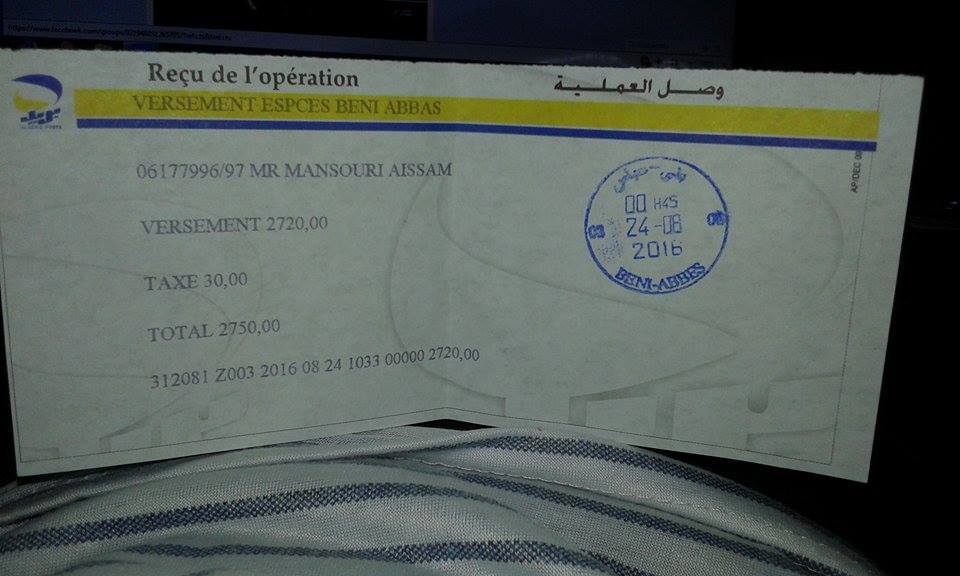 Reçu de l'opération
وصل العملية
VERSEMENT ESPCES BENI ABBAS
ALGERIE POSTE
06177996/97 MR MANSOURI AISSAM
VERSEMENT 2720,00
TAXE 30,00
TOTAL 2750,00
312081 Z003 2016 08 24 1033 00000 2720,00
00 H45
24-08
2016
BENI-ABBES